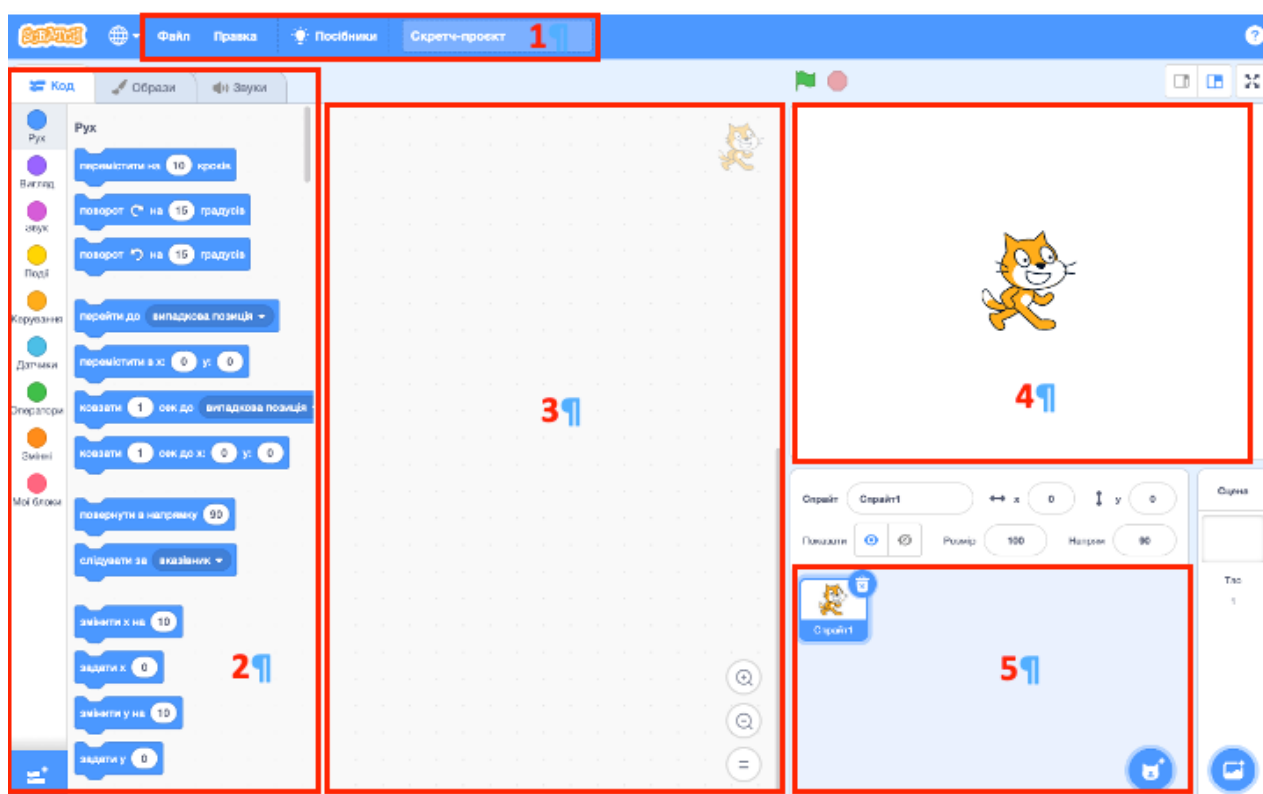 SCRATCH
Файл Правка Посібники Скретч-проєкт 1¶
Код Образи Звуки
Рух
Вигляд
Звук
Події
Керування
Датчики
Оператори
Змінні
Мої блоки
Рух
перемістити на 10 кроків
поворот на 15 градусів
поворот на 15 градусів
перейти до випадкова позиція
перемістити в x: 0 y: 0
ковзати 1 сек до випадкова позиція
ковзати 1 сек до x: 0 y: 0
повернути в напрямку 90
слідувати за вказівник
змінити x на 10
задати x 0
змінити y на 10
задати y 0
2¶
3¶
=
4¶
Спрайт Спрайт1 x 0 y 0
Показати Розмір 100 Напрям 90
Спрайт1
5¶
Сцена
Тло
1
?